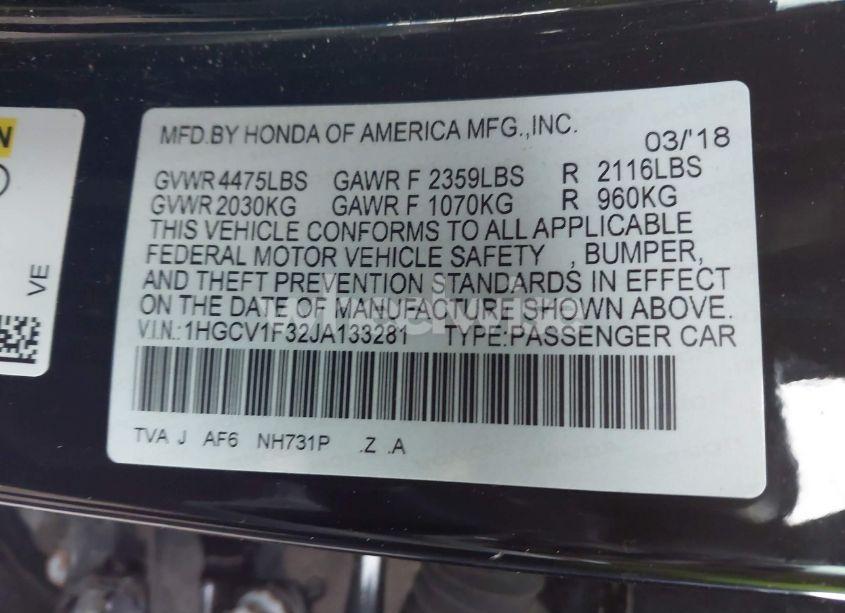 N
VE
MFD.BY HONDA OF AMERICA MFG.,INC. 03/'18
GVWR 4475LBS GAWR F 2359LBS R 2116LBS
GVWR 2030KG GAWR F 1070KG R 960KG
THIS VEHICLE CONFORMS TO ALL APPLICABLE
FEDERAL MOTOR VEHICLE SAFETY , BUMPER,
AND THEFT PREVENTION STANDARDS IN EFFECT
ON THE DATE OF MANUFACTURE SHOWN ABOVE.
V.I.N.: 1HGCV1F32JA133281 TYPE:PASSENGER CAR
TVA J AF6 NH731P .Z .A